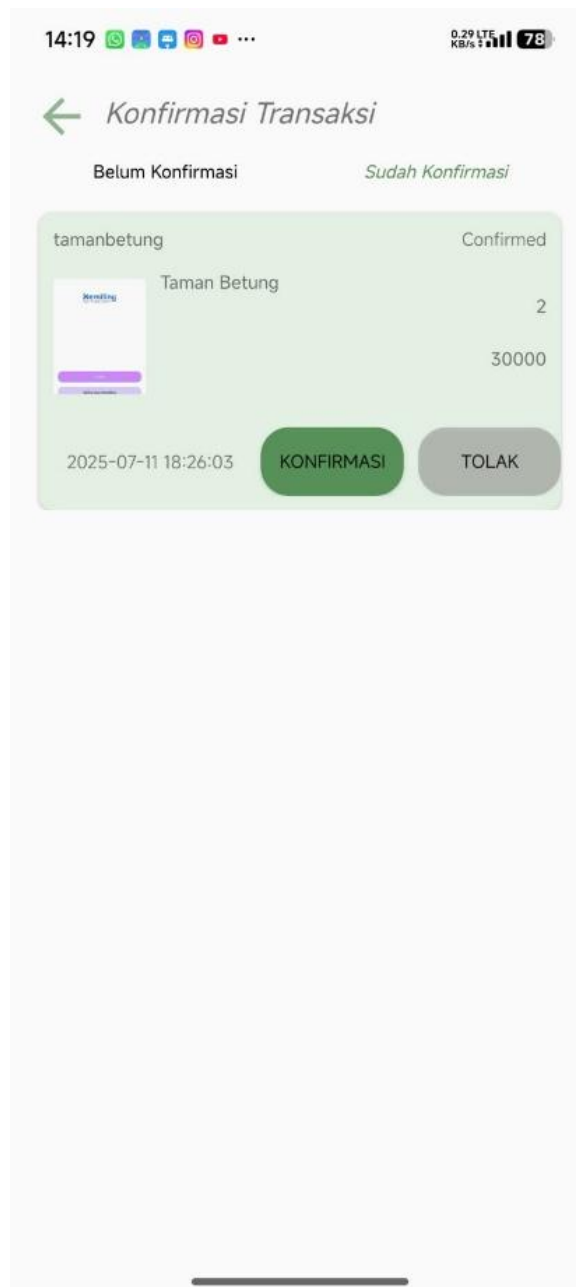 14:19 0.29 KB/s LTE 78
Konfirmasi Transaksi
Belum Konfirmasi Sudah Konfirmasi
tamanbetung Confirmed
Taman Betung
2
30000
2025-07-11 18:26:03 KONFIRMASI TOLAK